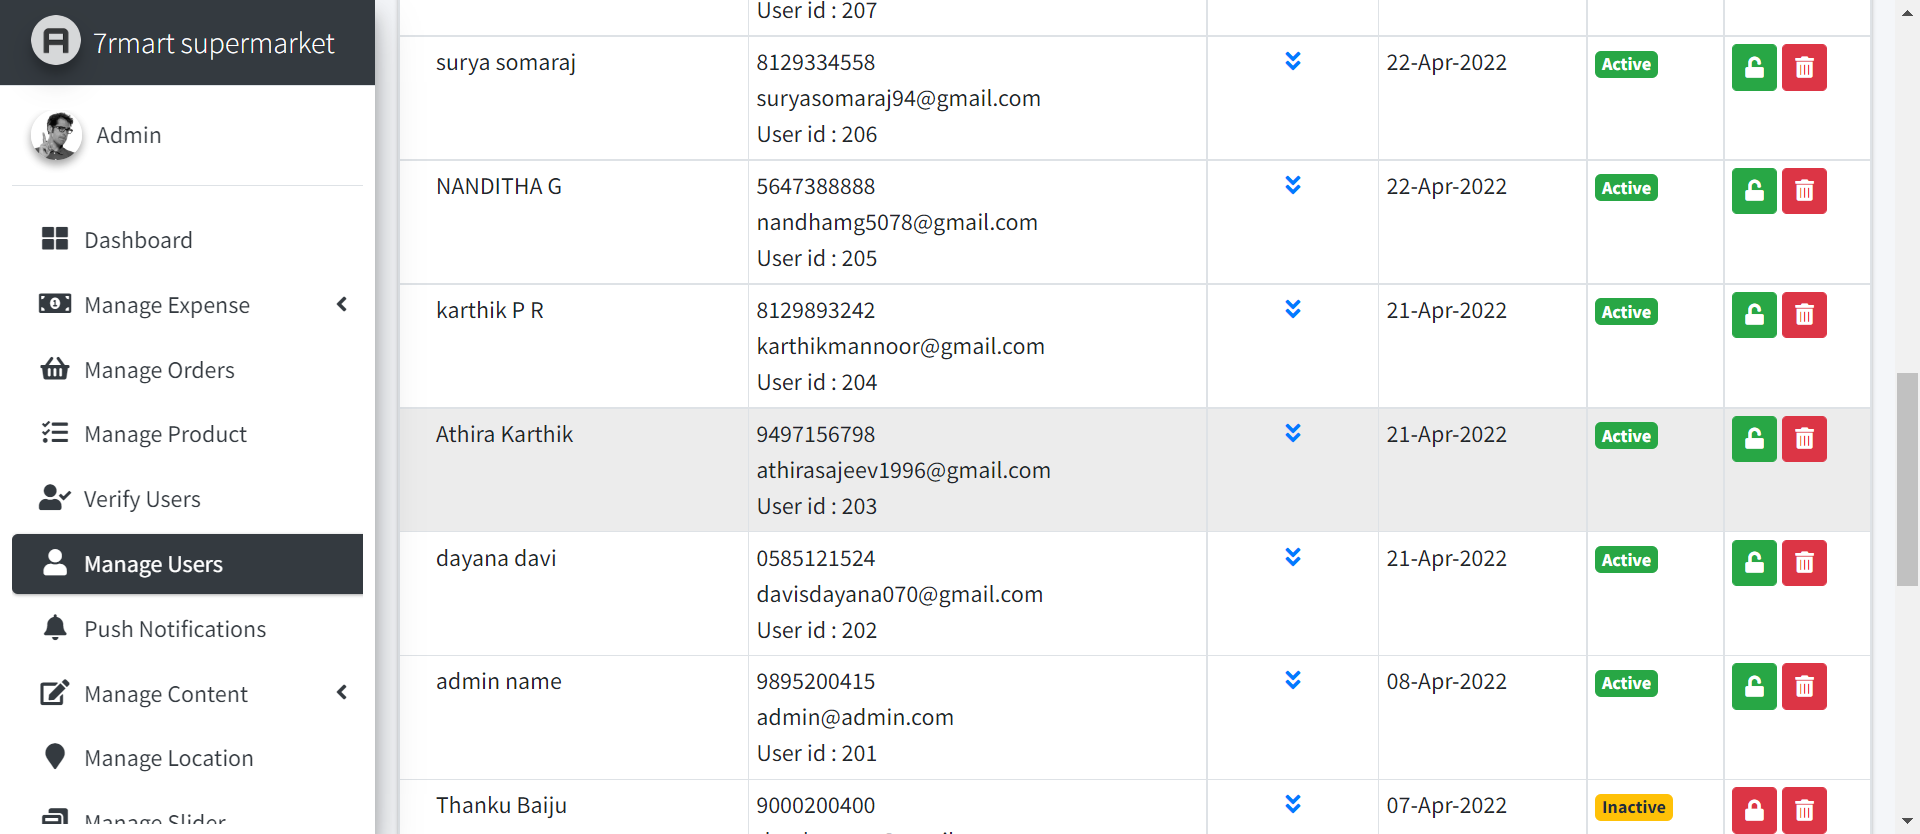 7rmart supermarket
Admin
Dashboard
Manage Expense
Manage Orders
Manage Product
Verify Users
Manage Users
Push Notifications
Manage Content
Manage Location
Manage Slider
User id : 207
surya somaraj
8129334558
suryasomaraj94@gmail.com
User id : 206
22-Apr-2022
Active
NANDITHA G
5647388888
nandhamg5078@gmail.com
User id : 205
22-Apr-2022
Active
karthik P R
8129893242
karthikmannoor@gmail.com
User id : 204
21-Apr-2022
Active
Athira Karthik
9497156798
athirasajeev1996@gmail.com
User id : 203
21-Apr-2022
Active
dayana davi
0585121524
davisdayana070@gmail.com
User id : 202
21-Apr-2022
Active
admin name
9895200415
admin@admin.com
User id : 201
08-Apr-2022
Active
Thanku Baiju
9000200400
07-Apr-2022
Inactive